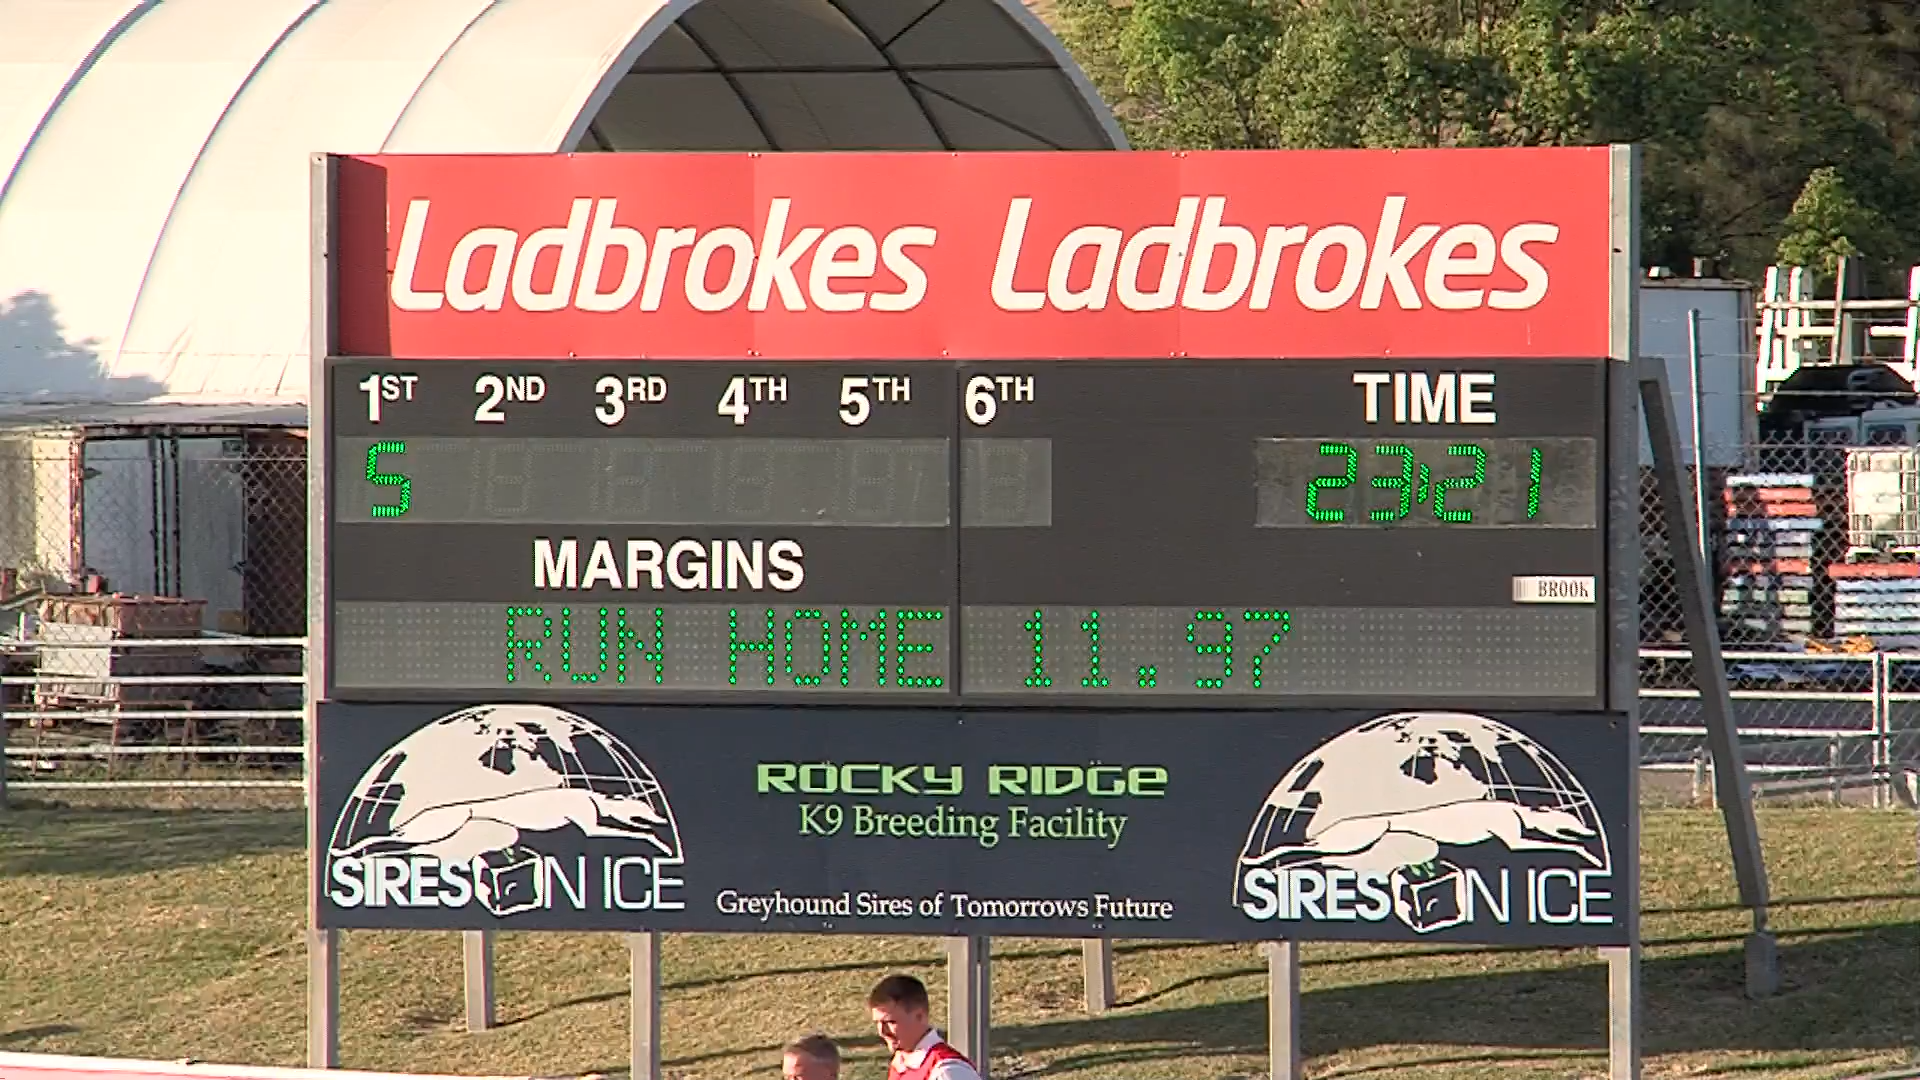 Ladbrokes Ladbrokes
1ST 2ND 3RD 4TH 5TH 6TH TIME
5 23:21
MARGINS
BROOK
RUN HOME 11.97
ROCKY RIDGE
K9 Breeding Facility
SIRES ON ICE
Greyhound Sires of Tomorrows Future
SIRES ON ICE